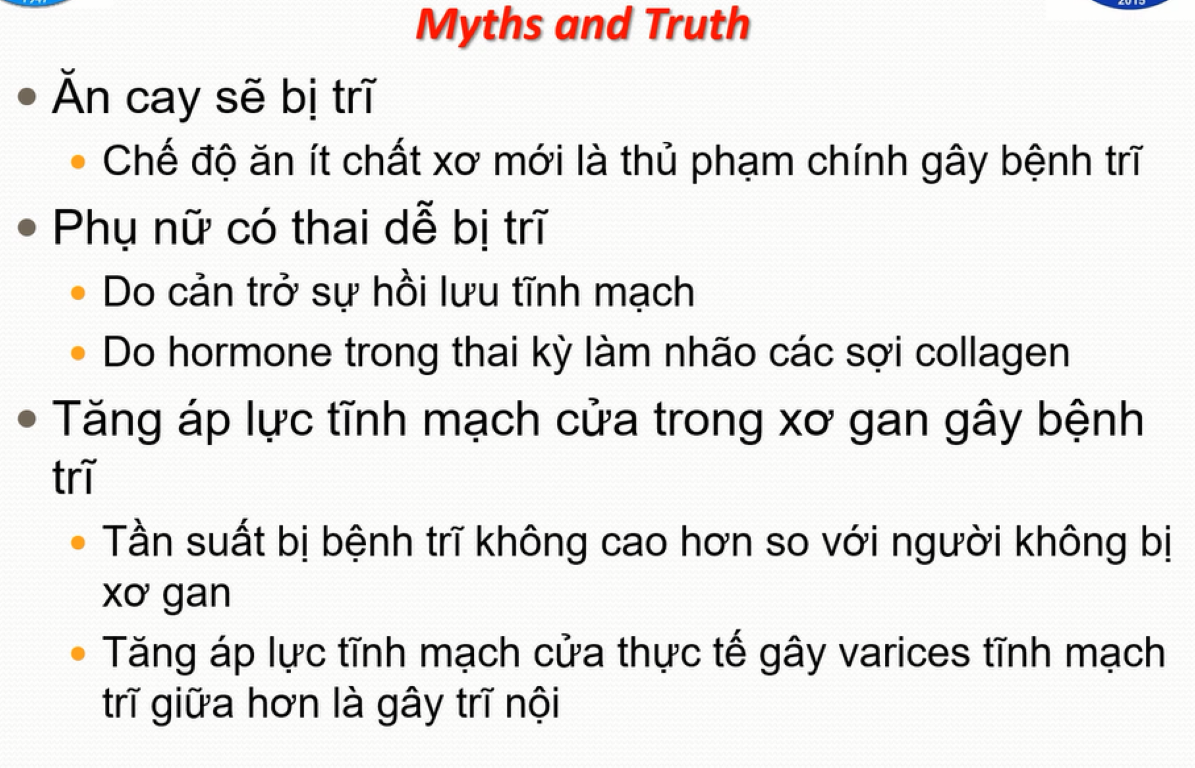 2015
Myths and Truth
• Ăn cay sẽ bị trĩ
• Chế độ ăn ít chất xơ mới là thủ phạm chính gây bệnh trĩ
• Phụ nữ có thai dễ bị trĩ
• Do cản trở sự hồi lưu tĩnh mạch
• Do hormone trong thai kỳ làm nhão các sợi collagen
• Tăng áp lực tĩnh mạch cửa trong xơ gan gây bệnh
trĩ
• Tần suất bị bệnh trĩ không cao hơn so với người không bị
xơ gan
• Tăng áp lực tĩnh mạch cửa thực tế gây varices tĩnh mạch
trĩ giữa hơn là gây trĩ nội